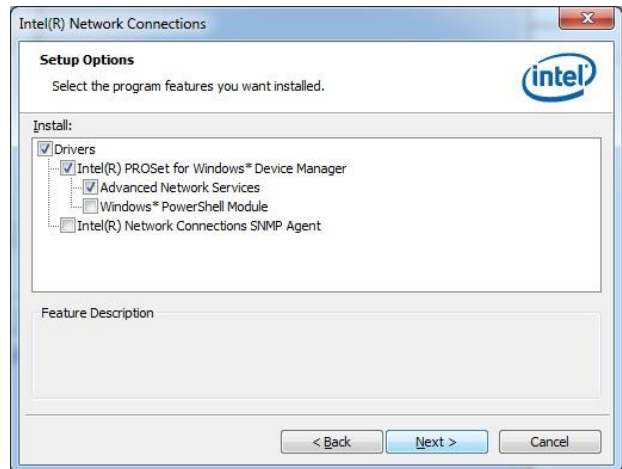 Intel(R) Network Connections
Setup Options
Select the program features you want installed.
intel
Install:
Drivers
Intel(R) PROSet for Windows* Device Manager
Advanced Network Services
Windows* PowerShell Module
Intel(R) Network Connections SNMP Agent
Feature Description
< Back Next > Cancel